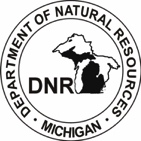 DEPARTMENT OF NATURAL RESOURCES
DNR
• MICHIGAN •